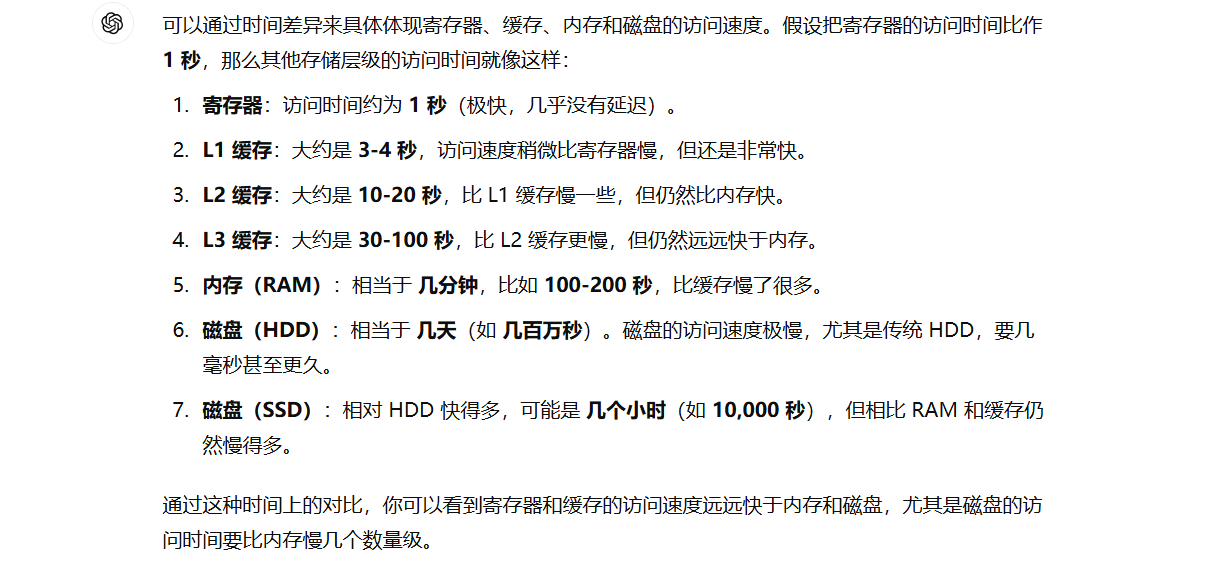 可以通过时间差异来具体体现寄存器、缓存、内存和磁盘的访问速度。假设把寄存器的访问时间比作
1 秒，那么其他存储层级的访问时间就像这样：
1. 寄存器：访问时间约为 1 秒（极快，几乎没有延迟）。
2. L1 缓存：大约是 3-4 秒，访问速度稍微比寄存器慢，但还是非常快。
3. L2 缓存：大约是 10-20 秒，比 L1 缓存慢一些，但仍然比内存快。
4. L3 缓存：大约是 30-100 秒，比 L2 缓存更慢，但仍然远远快于内存。
5. 内存（RAM）：相当于 几分钟，比如 100-200 秒，比缓存慢了很多。
6. 磁盘（HDD）：相当于 几天（如 几百万秒）。磁盘的访问速度极慢，尤其是传统 HDD，要几
毫秒甚至更久。
7. 磁盘（SSD）：相对 HDD 快得多，可能是 几个小时（如 10,000 秒），但相比 RAM 和缓存仍
然慢得多。
通过这种时间上的对比，你可以看到寄存器和缓存的访问速度远远快于内存和磁盘，尤其是磁盘的访
问时间要比内存慢几个数量级。